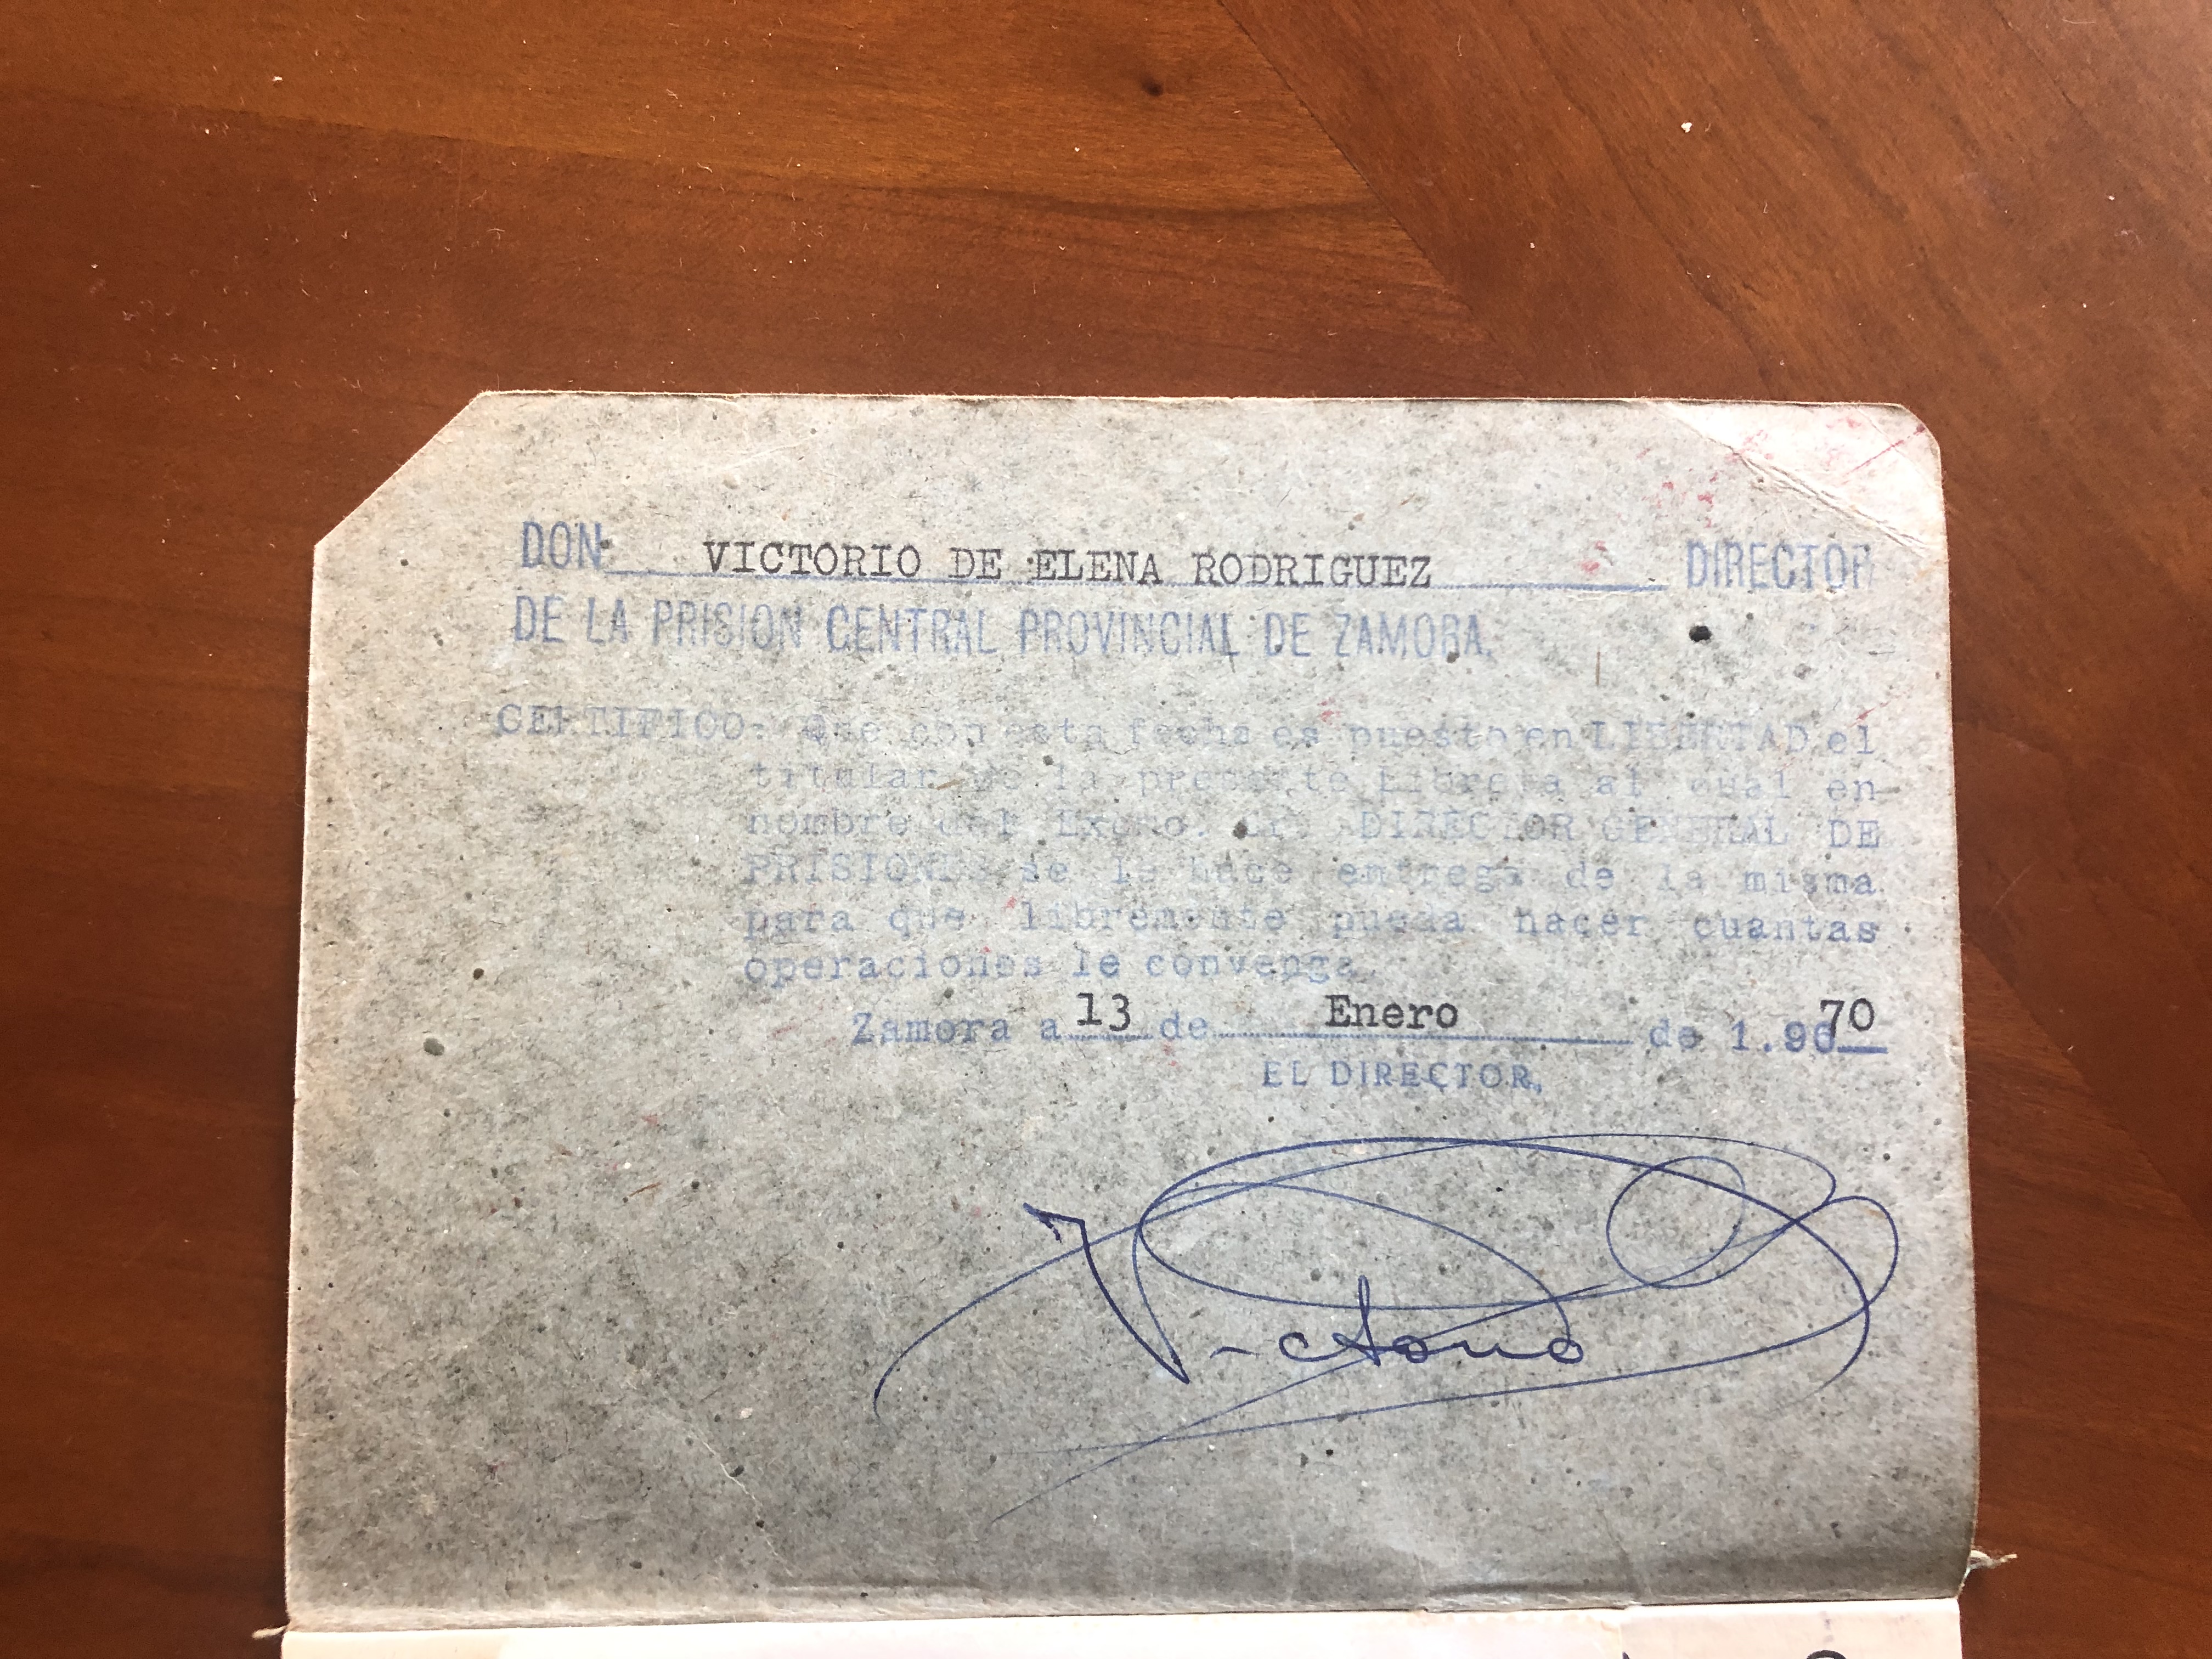 DON: VICTORIO DE ELENA RODRIGUEZ DIRECTOR
DE LA PRISION CENTRAL PROVINCIAL DE ZAMORA.
CERTIFICO: Que con esta fecha es puesto en LIBERTAD el
titular de la presente Libreta al cual en
nombre del Excmo. Sr. DIRECTOR GENERAL DE
PRISIONES se le hace entrega de la misma
para que libremente pueda hacer cuantas
operaciones le convenga.
Zamora a 13 de Enero de 1.9670
EL DIRECTOR,
Victorio